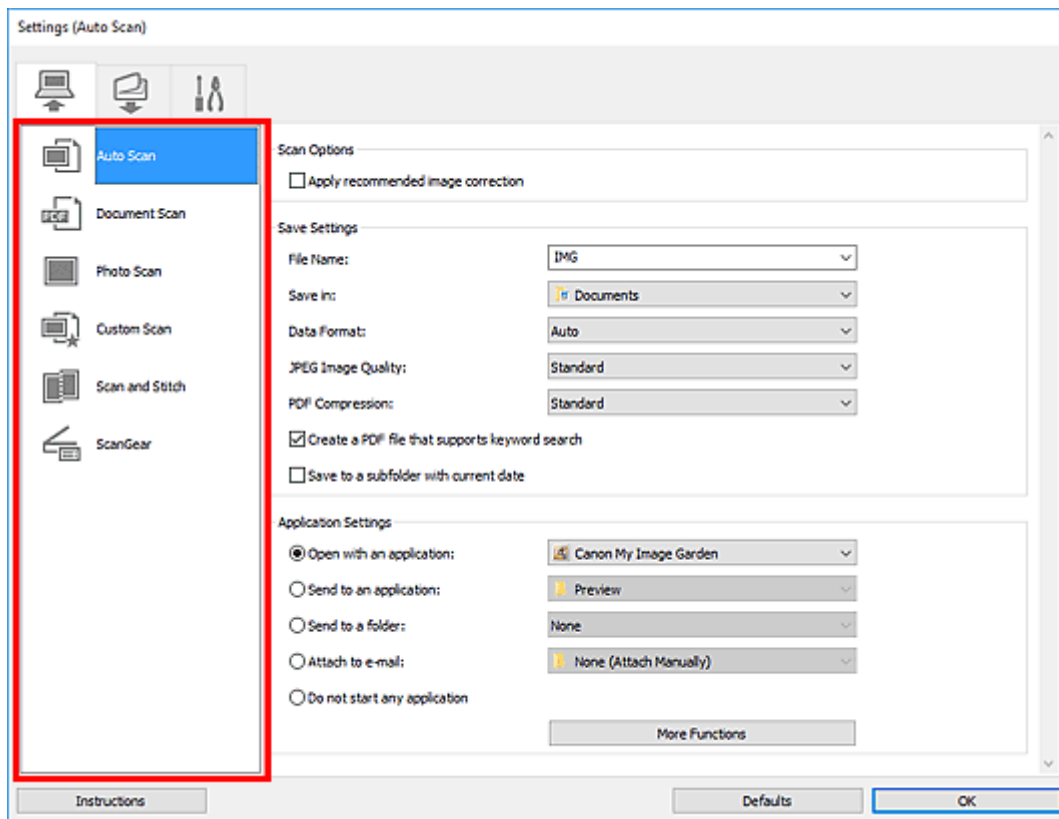 Settings (Auto Scan)
Auto Scan
Document Scan
Photo Scan
Custom Scan
Scan and Stitch
ScanGear
Scan Options
Apply recommended image correction
Save Settings
File Name: IMG
Save in: Documents
Data Format: Auto
JPEG Image Quality: Standard
PDF Compression: Standard
Create a PDF file that supports keyword search
Save to a subfolder with current date
Application Settings
Open with an application: Canon My Image Garden
Send to an application: Preview
Send to a folder: None
Attach to e-mail: None (Attach Manually)
Do not start any application
More Functions
Instructions
Defaults
OK